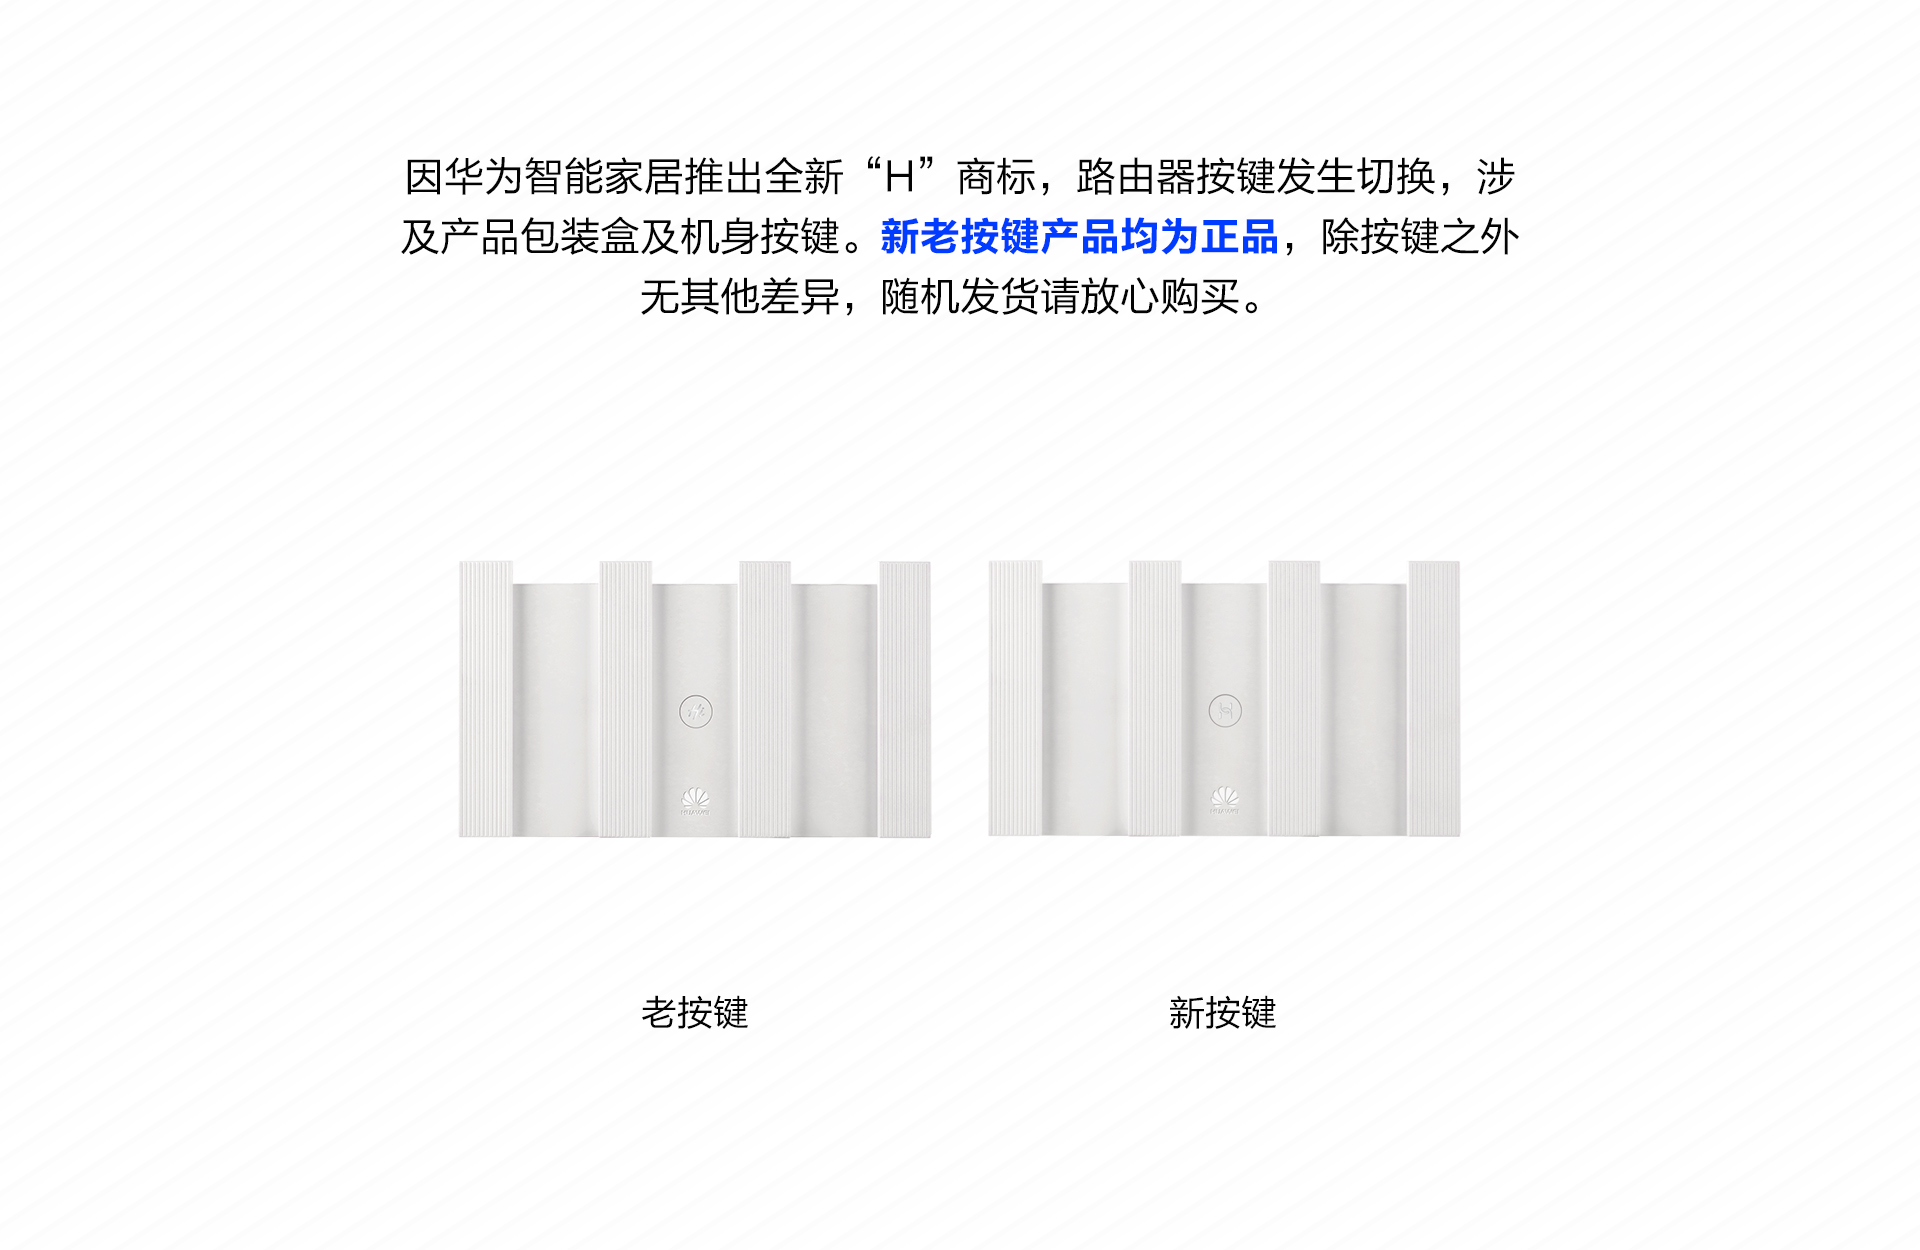 因华为智能家居推出全新“H”商标，路由器按键发生切换，涉
及产品包装盒及机身按键。新老按键产品均为正品，除按键之外
无其他差异，随机发货请放心购买。
HUAWEI
HUAWEI
老按键
新按键